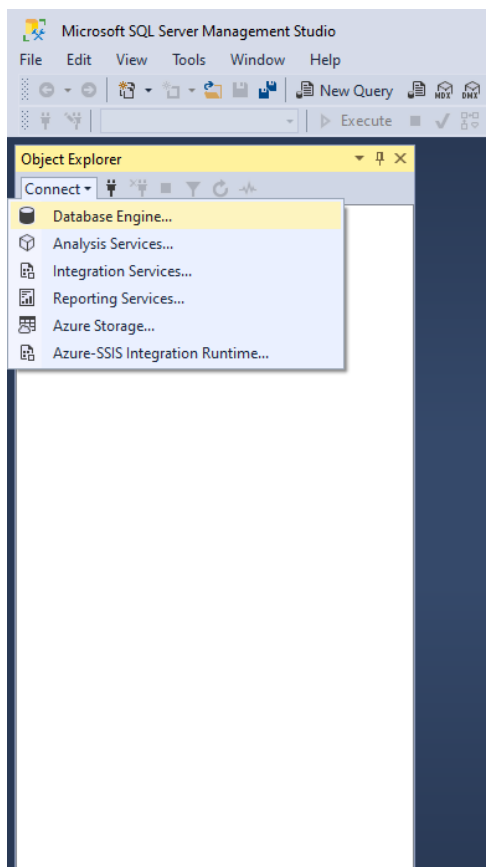 Microsoft SQL Server Management Studio
File Edit View Tools Window Help
New Query MDX DMX
Execute
Object Explorer
Connect
Database Engine...
Analysis Services...
Integration Services...
Reporting Services...
Azure Storage...
Azure-SSIS Integration Runtime...